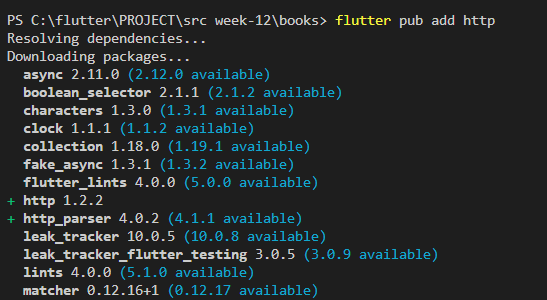 PS C:\flutter\PROJECT\src week-12\books> flutter pub add http
Resolving dependencies...
Downloading packages...
  async 2.11.0 (2.12.0 available)
  boolean_selector 2.1.1 (2.1.2 available)
  characters 1.3.0 (1.3.1 available)
  clock 1.1.1 (1.1.2 available)
  collection 1.18.0 (1.19.1 available)
  fake_async 1.3.1 (1.3.2 available)
  flutter_lints 4.0.0 (5.0.0 available)
+ http 1.2.2
+ http_parser 4.0.2 (4.1.1 available)
  leak_tracker 10.0.5 (10.0.8 available)
  leak_tracker_flutter_testing 3.0.5 (3.0.9 available)
  lints 4.0.0 (5.1.0 available)
  matcher 0.12.16+1 (0.12.17 available)